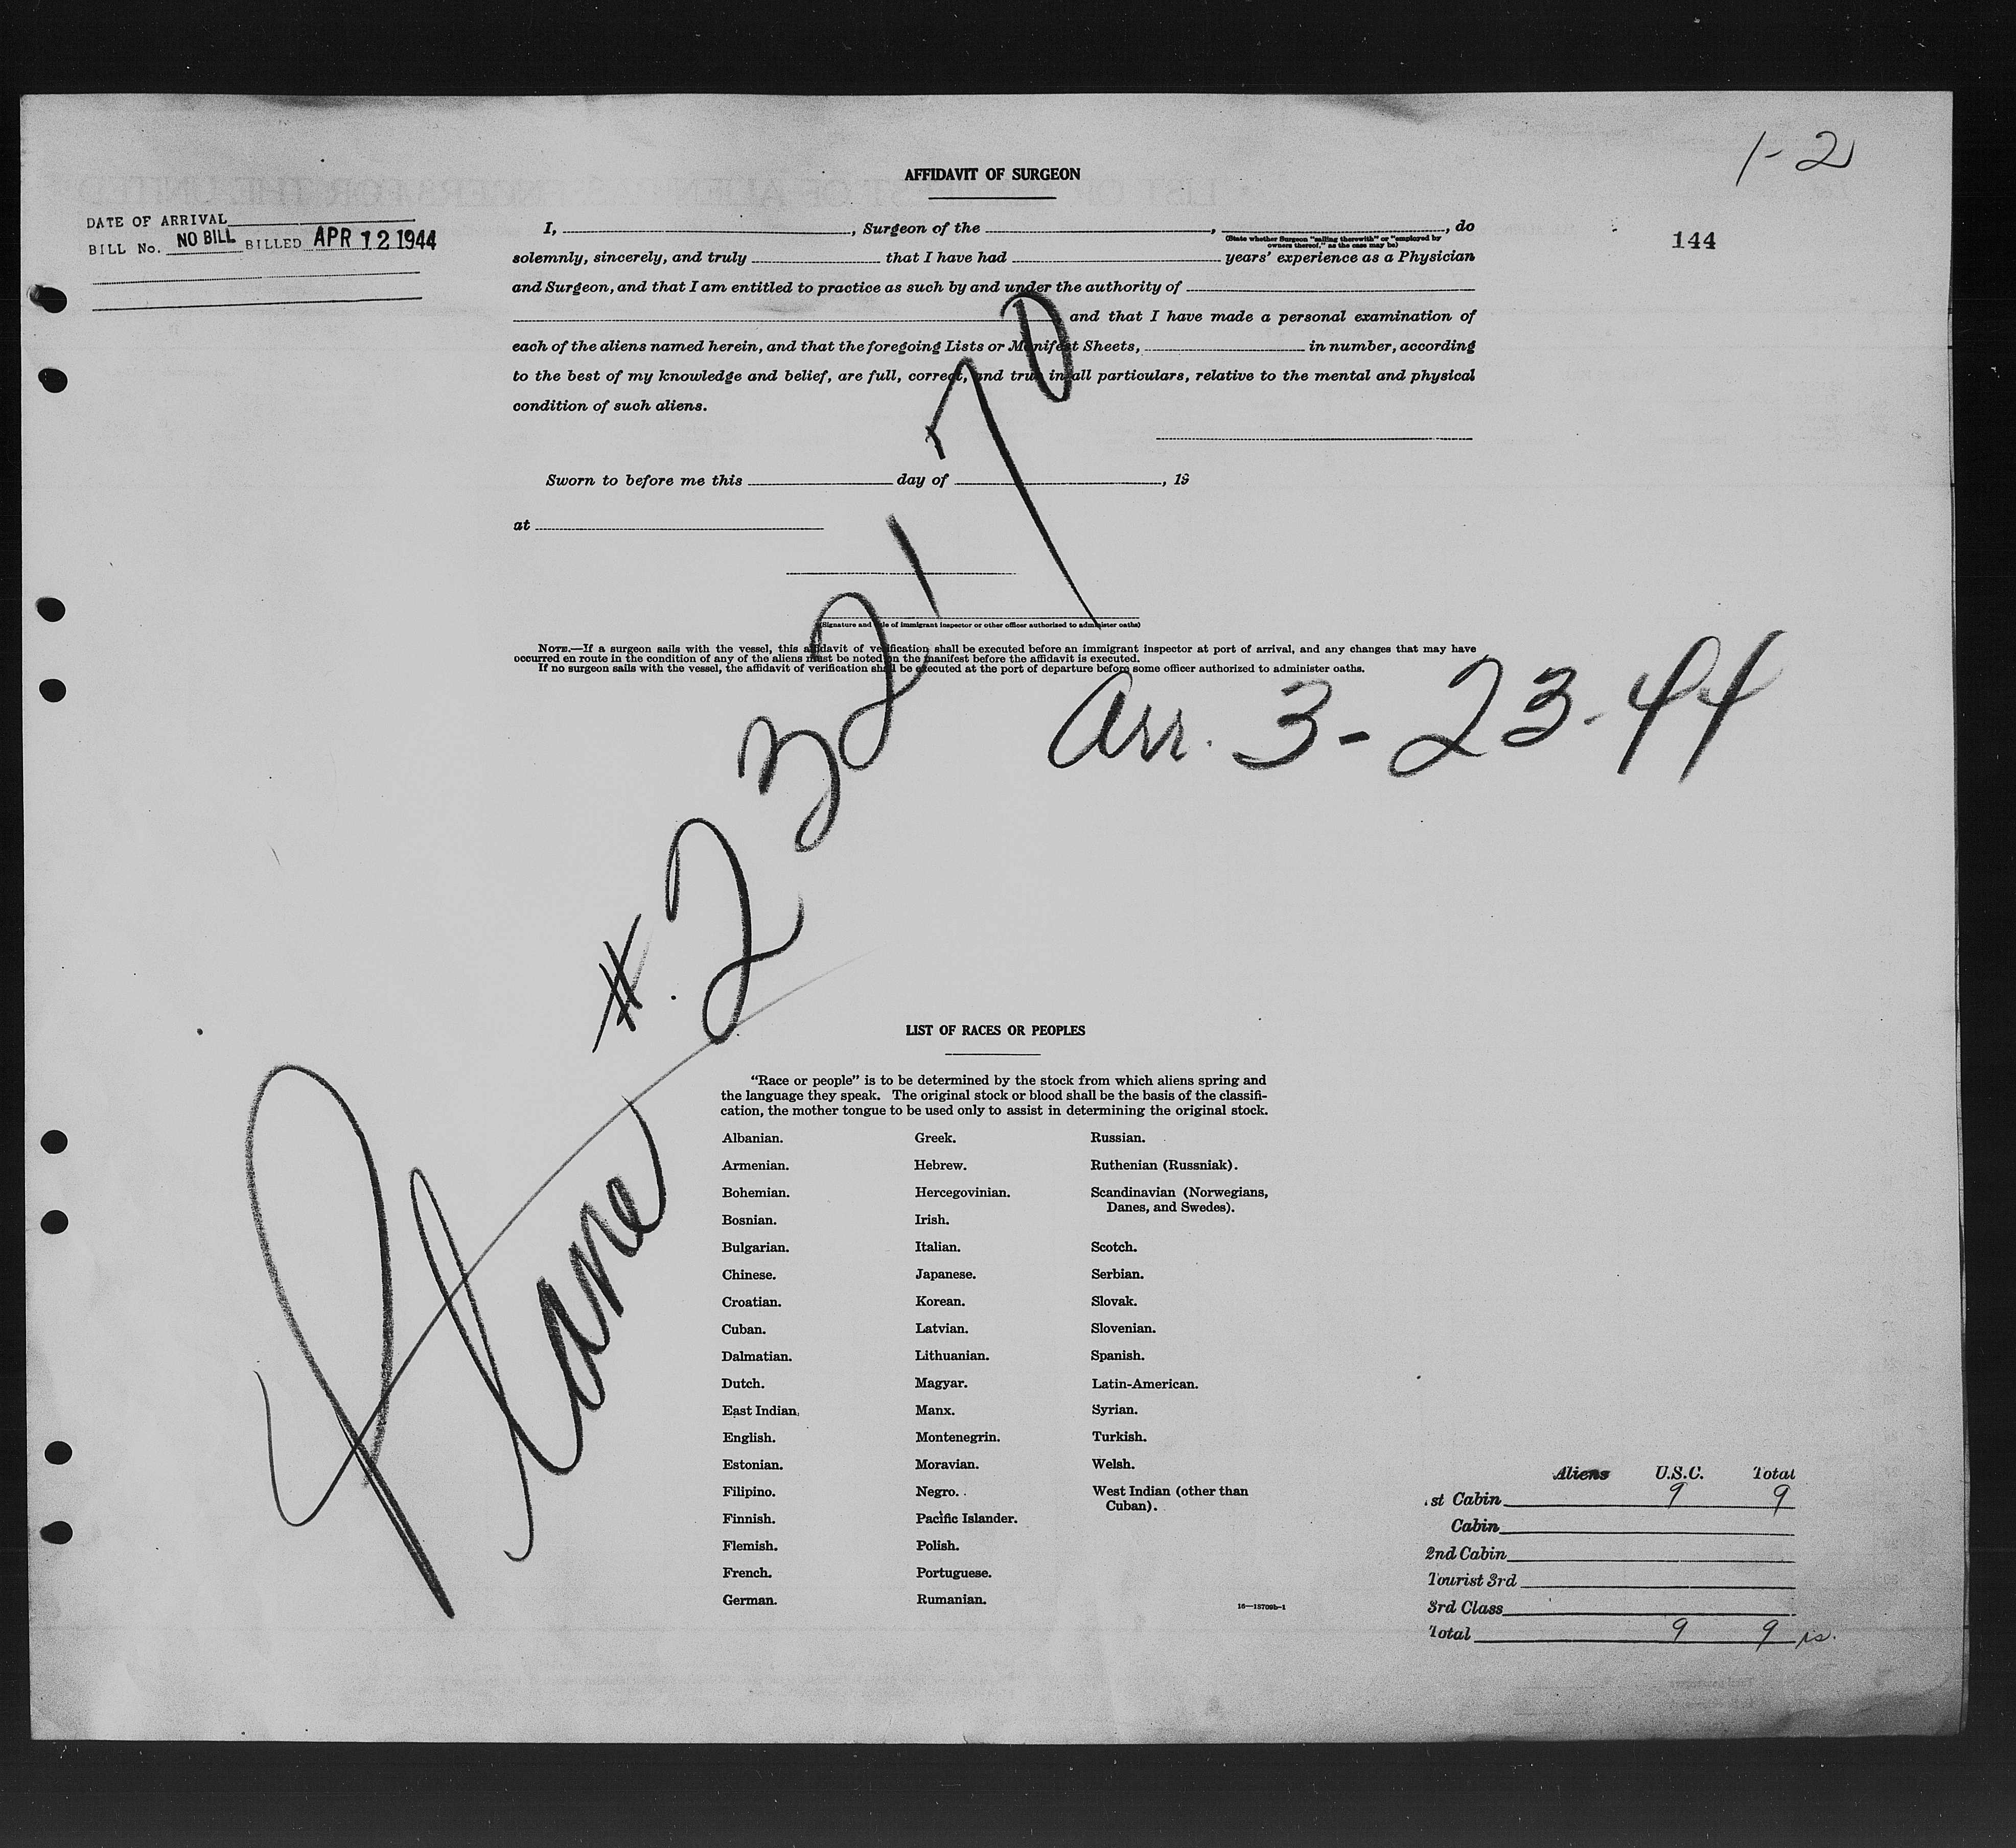 1-2
AFFIDAVIT OF SURGEON
144
DATE OF ARRIVAL
BILL No. NO BILL BILLED APR 12 1944
I, , Surgeon of the , , do
(State whether Surgeon "sailing therewith" or "employed by
owners thereof," as the case may be)
solemnly, sincerely, and truly that I have had years' experience as a Physician
and Surgeon, and that I am entitled to practice as such by and under the authority of
and that I have made a personal examination of
each of the aliens named herein, and that the foregoing Lists or Manifest Sheets, in number, according
to the best of my knowledge and belief, are full, correct, and true in all particulars, relative to the mental and physical
condition of such aliens.
Sworn to before me this day of , 19
at
(Signature and title of immigrant inspector or other officer authorized to administer oaths)
NOTE.—If a surgeon sails with the vessel, this affidavit of verification shall be executed before an immigrant inspector at port of arrival, and any changes that may have
occurred en route in the condition of any of the aliens must be noted on the manifest before the affidavit is executed.
If no surgeon sails with the vessel, the affidavit of verification shall be executed at the port of departure before some officer authorized to administer oaths.
Arr. 3-23-44
Plane #232170
LIST OF RACES OR PEOPLES
"Race or people" is to be determined by the stock from which aliens spring and
the language they speak. The original stock or blood shall be the basis of the classifi-
cation, the mother tongue to be used only to assist in determining the original stock.
Albanian.
Armenian.
Bohemian.
Bosnian.
Bulgarian.
Chinese.
Croatian.
Cuban.
Dalmatian.
Dutch.
East Indian.
English.
Estonian.
Filipino.
Finnish.
Flemish.
French.
German.
Greek.
Hebrew.
Hercegovinian.
Irish.
Italian.
Japanese.
Korean.
Latvian.
Lithuanian.
Magyar.
Manx.
Montenegrin.
Moravian.
Negro.
Pacific Islander.
Polish.
Portuguese.
Rumanian.
Russian.
Ruthenian (Russniak).
Scandinavian (Norwegians,
Danes, and Swedes).
Scotch.
Serbian.
Slovak.
Slovenian.
Spanish.
Latin-American.
Syrian.
Turkish.
Welsh.
West Indian (other than
Cuban).
16—13709b-1
Aliens U.S.C. Total
1st Cabin 9 9
Cabin
2nd Cabin
Tourist 3rd
3rd Class
Total 9 9